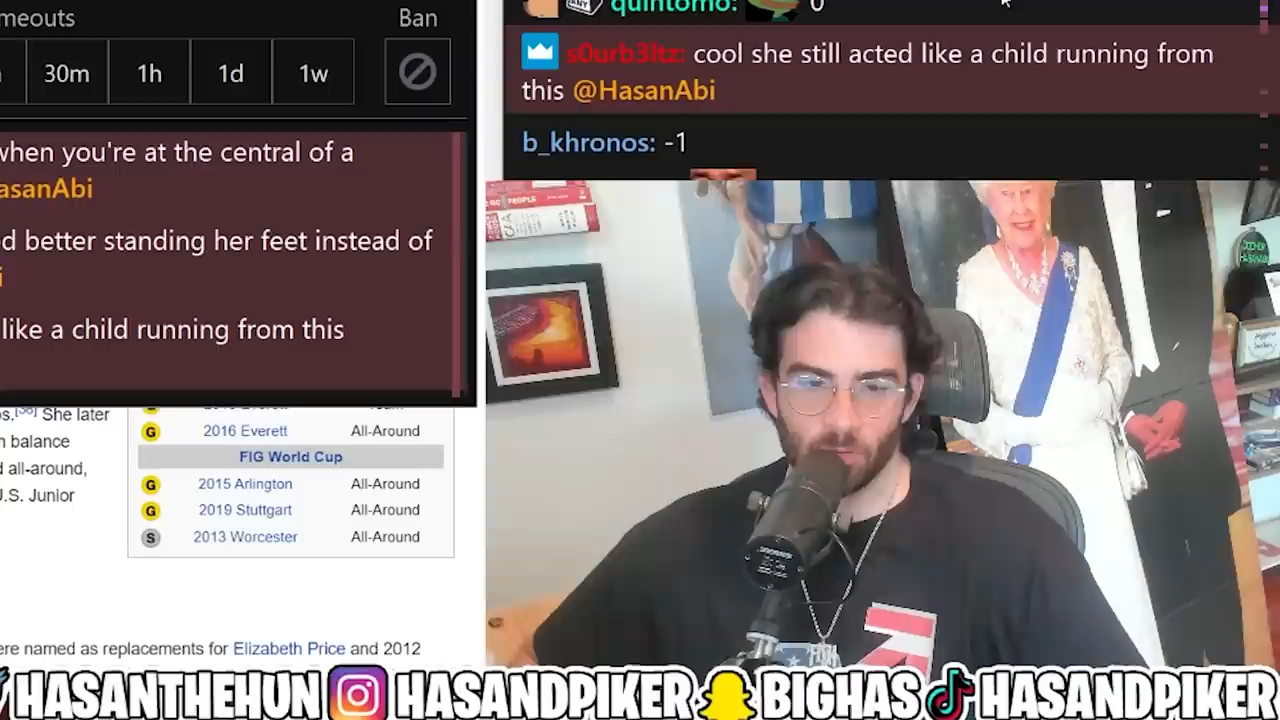 meouts
Ban
30m
1h
1d
1w
when you're at the central of a
asanAbi
ed better standing her feet instead of
like a child running from this
quintomo: 0
s0urb3ltz: cool she still acted like a child running from
this @HasanAbi
b_khronos: -1
os.[38] She later
n balance
d all-around,
U.S. Junior
G 2016 Everett All-Around
FIG World Cup
G 2015 Arlington All-Around
G 2019 Stuttgart All-Around
S 2013 Worcester All-Around
ere named as replacements for Elizabeth Price and 2012
HASANTHEHUN HASANDPIKER BIGHAS HASANDPIKER